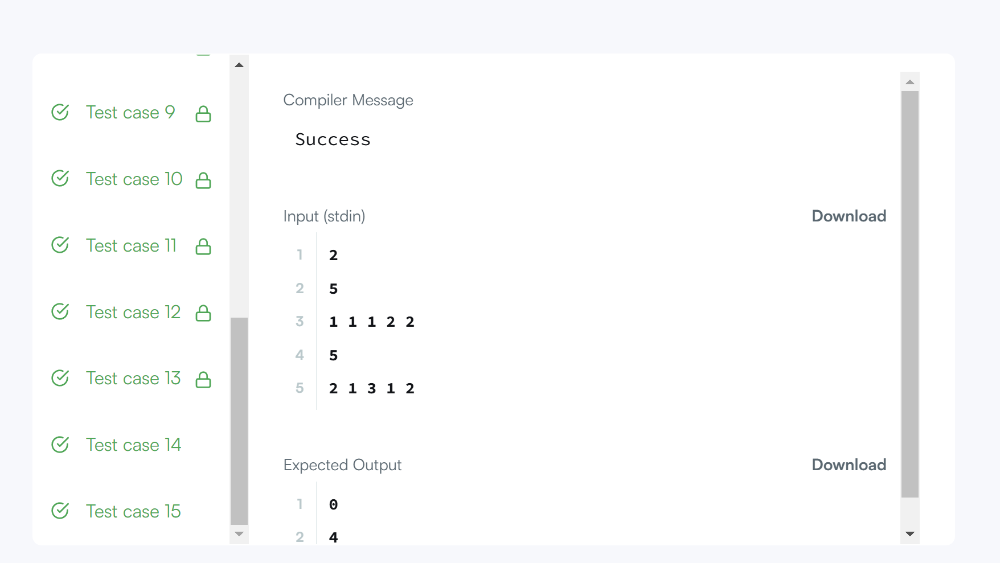 Test case 9
Test case 10
Test case 11
Test case 12
Test case 13
Test case 14
Test case 15
Compiler Message
Success
Input (stdin)
Download
1 2
2 5
3 1 1 1 2 2
4 5
5 2 1 3 1 2
Expected Output
Download
1 0
2 4